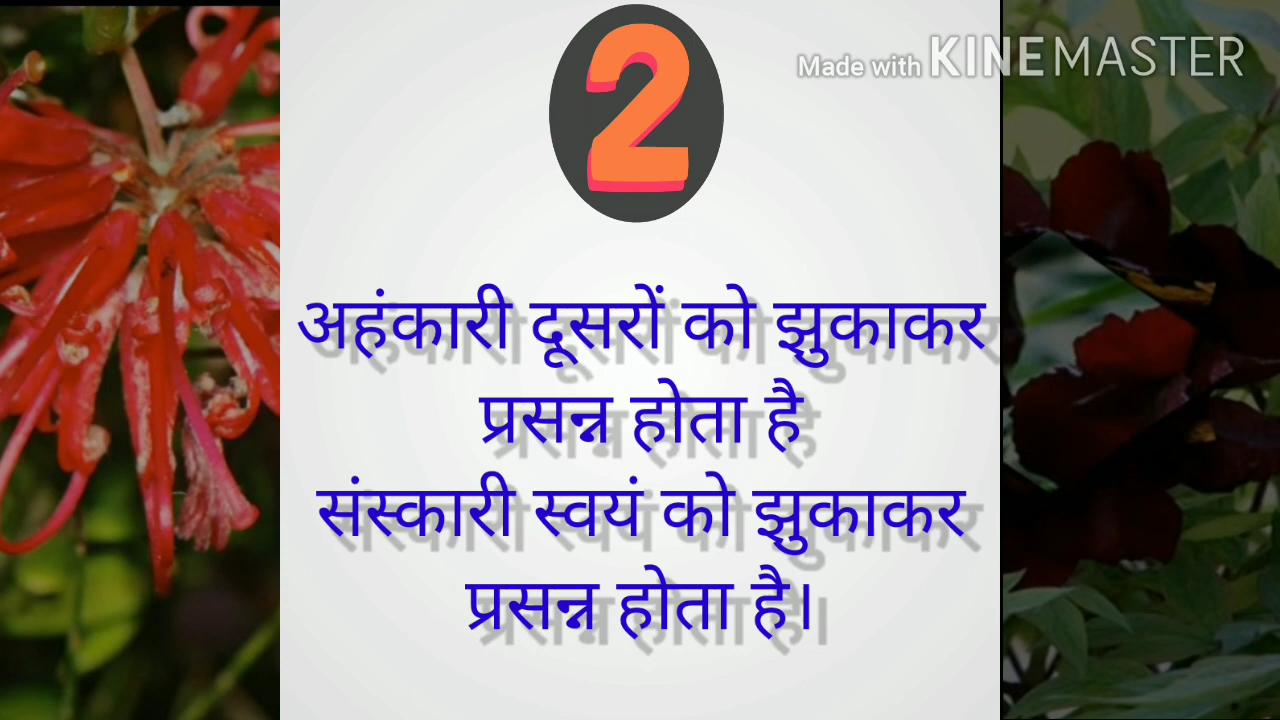 2
Made with KINEMASTER
अहंकारी दूसरों को झुकाकर
प्रसन्न होता है
संस्कारी स्वयं को झुकाकर
प्रसन्न होता है।